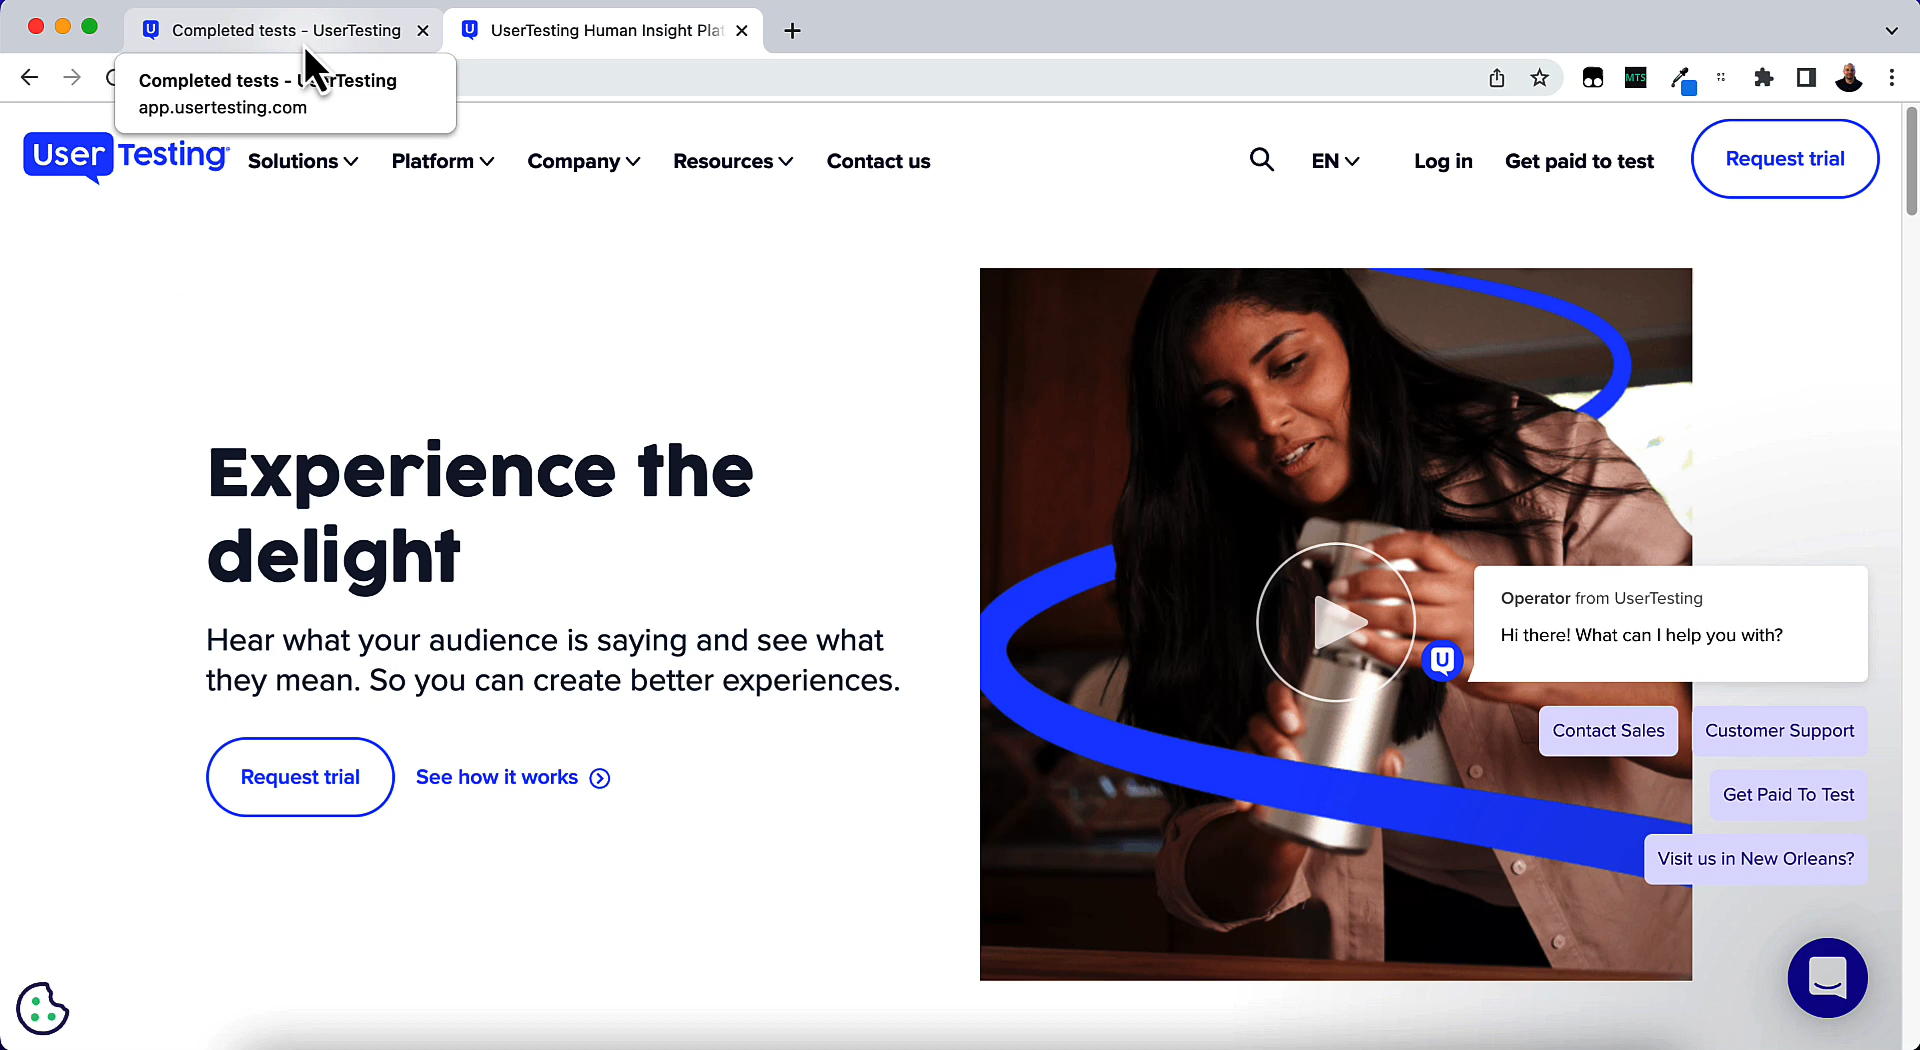 Completed tests - UserTesting
UserTesting Human Insight Pla
Completed tests - UserTesting
app.usertesting.com
MTS
UserTesting
Solutions
Platform
Company
Resources
Contact us
EN
Log in
Get paid to test
Request trial
Experience the
delight
Hear what your audience is saying and see what
they mean. So you can create better experiences.
Request trial
See how it works
Operator from UserTesting
Hi there! What can I help you with?
Contact Sales
Customer Support
Get Paid To Test
Visit us in New Orleans?